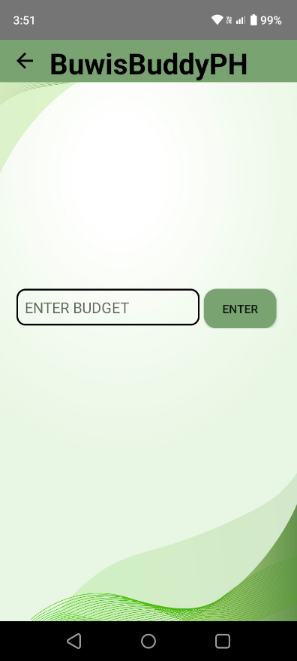 3:51
99%
BuwisBuddyPH
ENTER BUDGET
ENTER